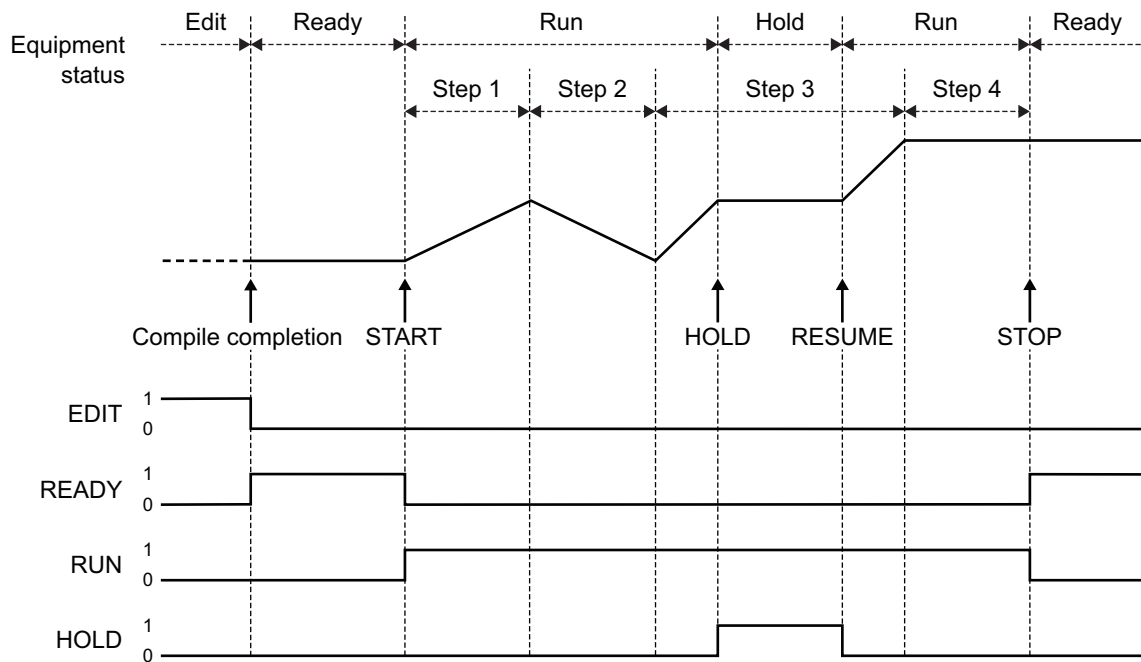 Edit Ready Run Hold Run Ready
Equipment
status
Step 1 Step 2 Step 3 Step 4
Compile completion START HOLD RESUME STOP
EDIT 1
0
READY 1
0
RUN 1
0
HOLD 1
0